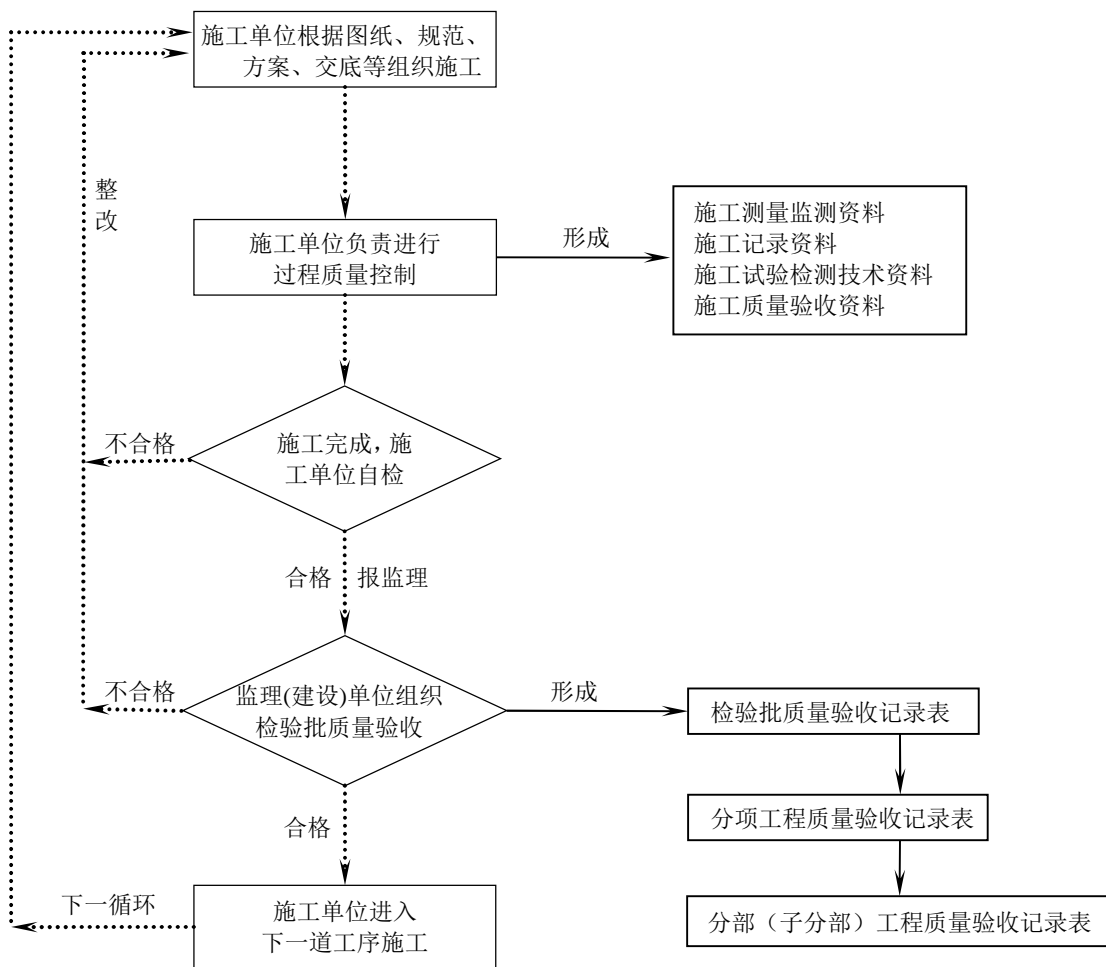 施工单位根据图纸、规范、
方案、交底等组织施工
整
改
施工单位负责进行
过程质量控制
形成
施工测量监测资料
施工记录资料
施工试验检测技术资料
施工质量验收资料
不合格
施工完成，施
工单位自检
合格 报监理
不合格
监理(建设)单位组织
检验批质量验收
形成
检验批质量验收记录表
分项工程质量验收记录表
合格
下一循环
施工单位进入
下一道工序施工
分部（子分部）工程质量验收记录表